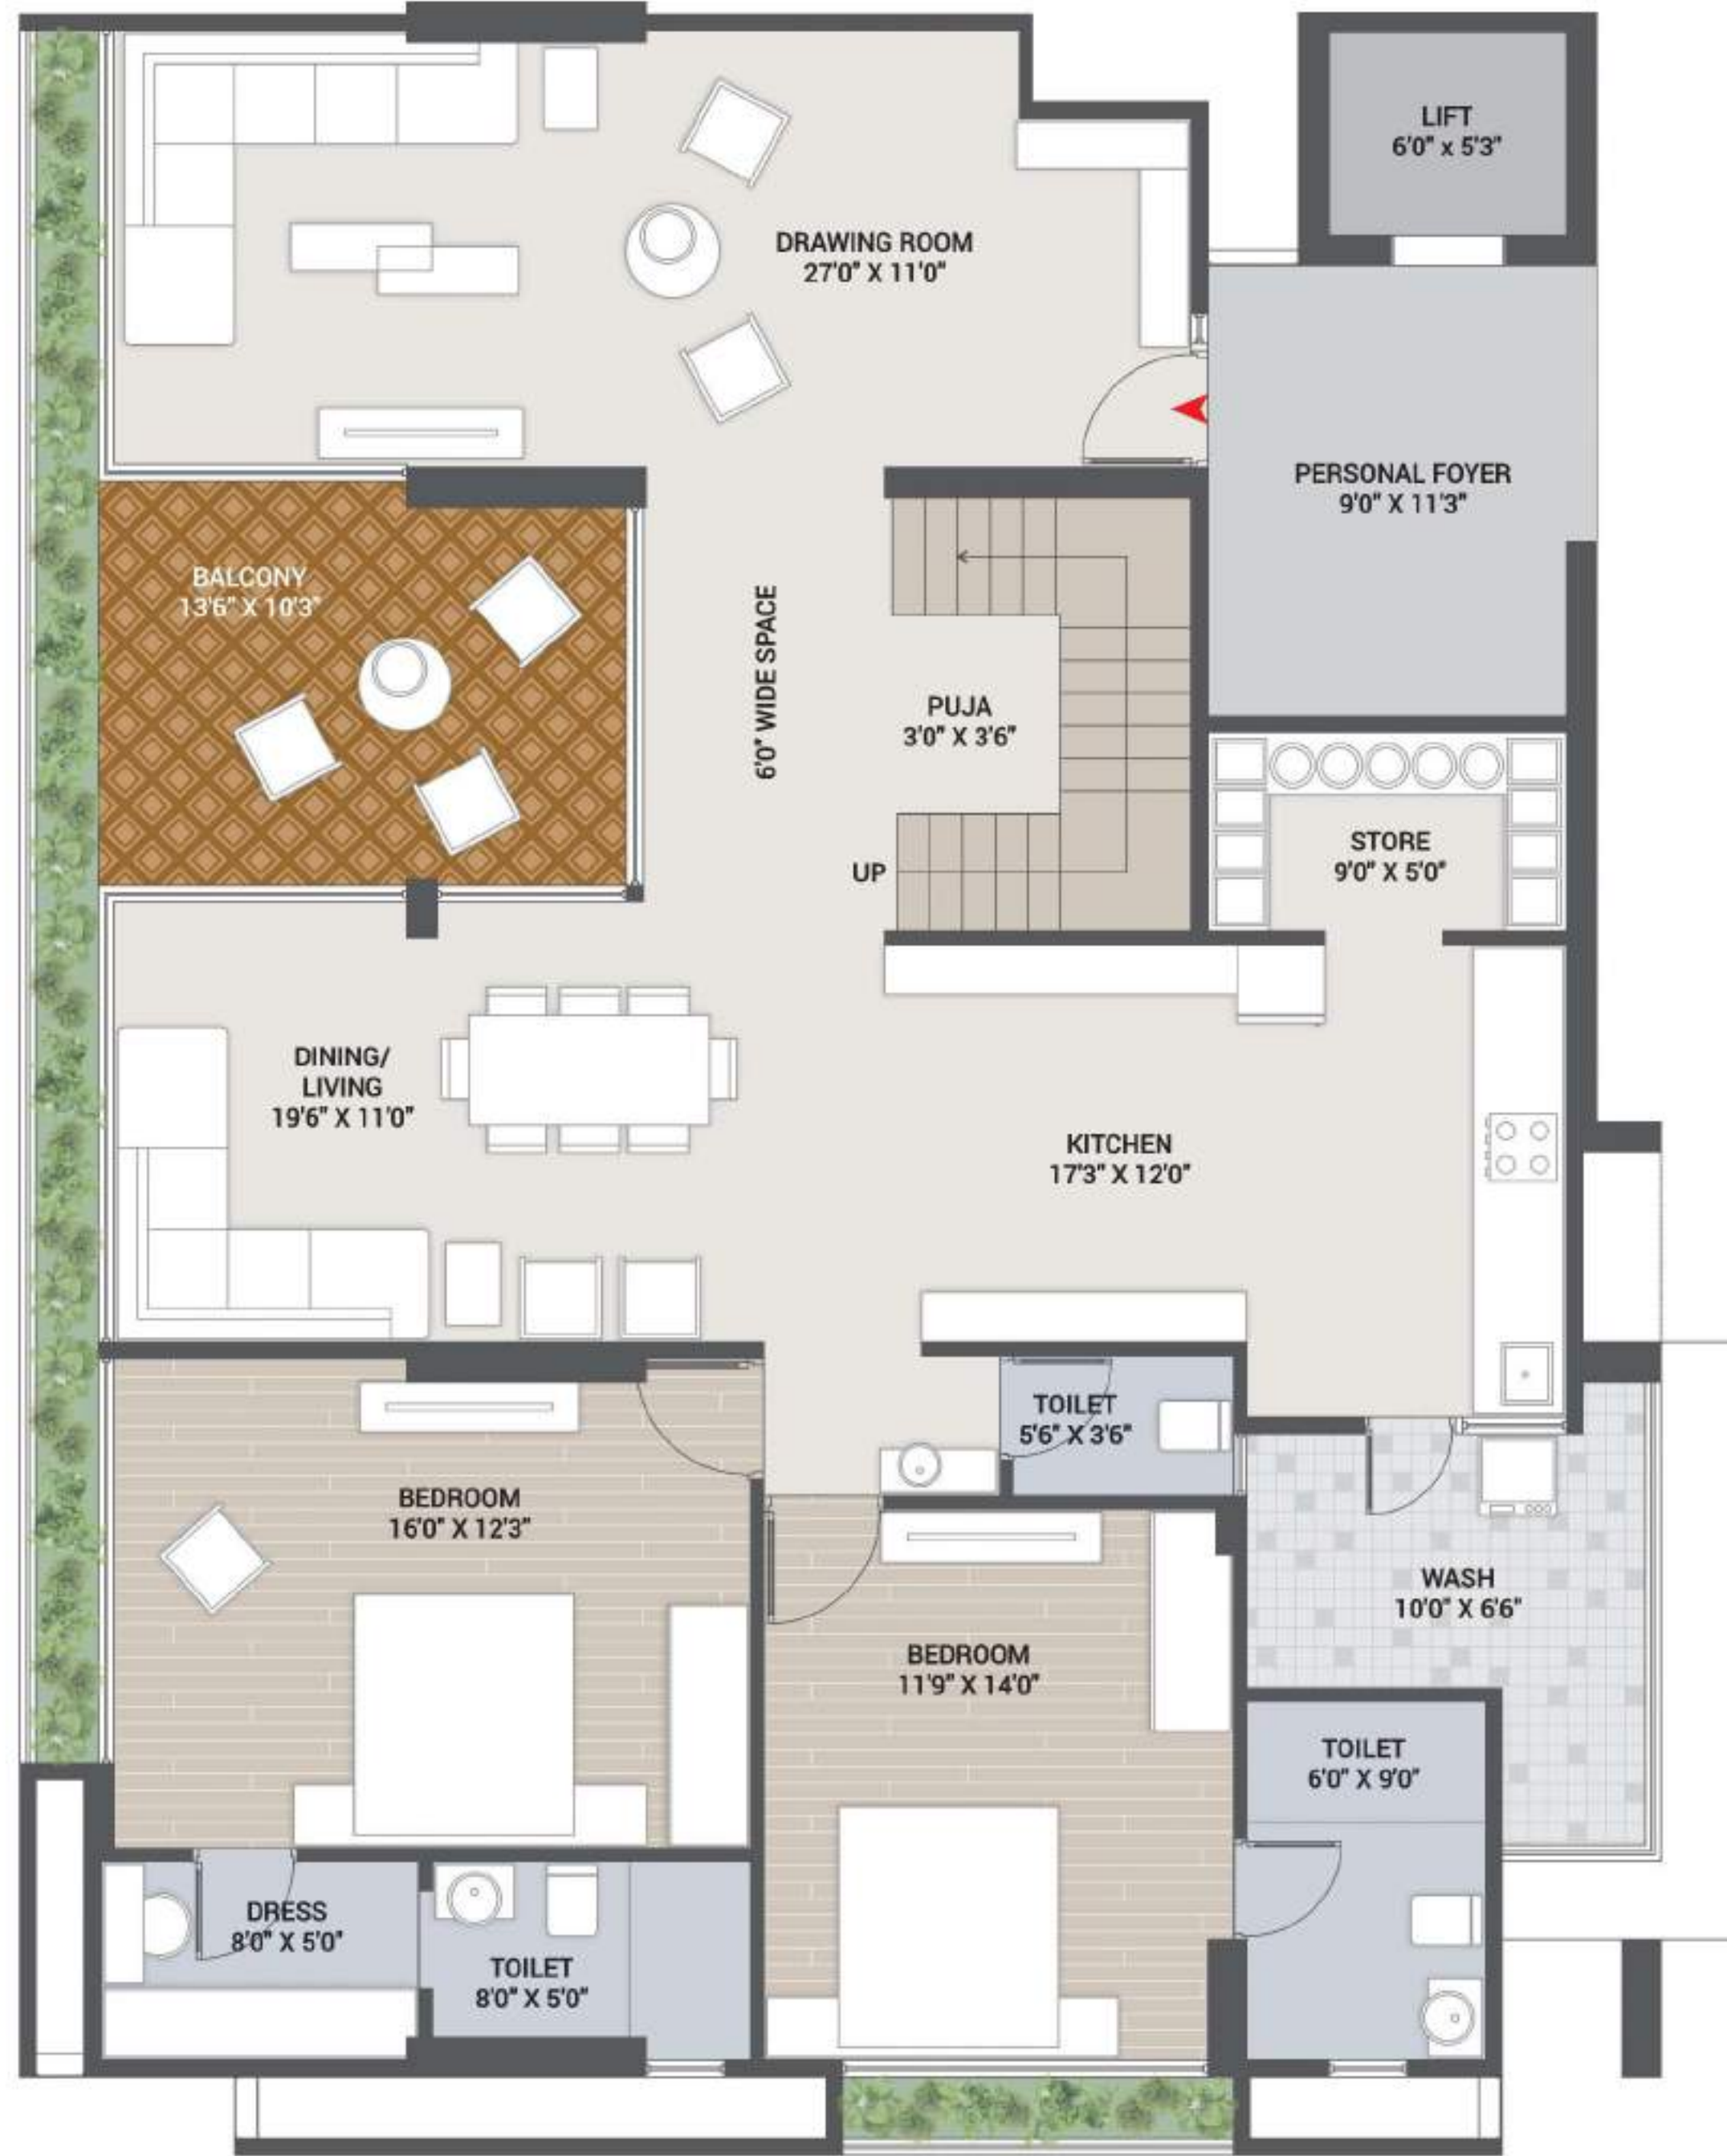 LIFT
6'0" x 5'3"
DRAWING ROOM
27'0" X 11'0"
PERSONAL FOYER
9'0" X 11'3"
BALCONY
13'6" X 10'3"
6'0" WIDE SPACE
PUJA
3'0" X 3'6"
UP
STORE
9'0" X 5'0"
DINING/
LIVING
19'6" X 11'0"
KITCHEN
17'3" X 12'0"
TOILET
5'6" X 3'6"
BEDROOM
16'0" X 12'3"
WASH
10'0" X 6'6"
BEDROOM
11'9" X 14'0"
TOILET
6'0" X 9'0"
DRESS
8'0" X 5'0"
TOILET
8'0" X 5'0"